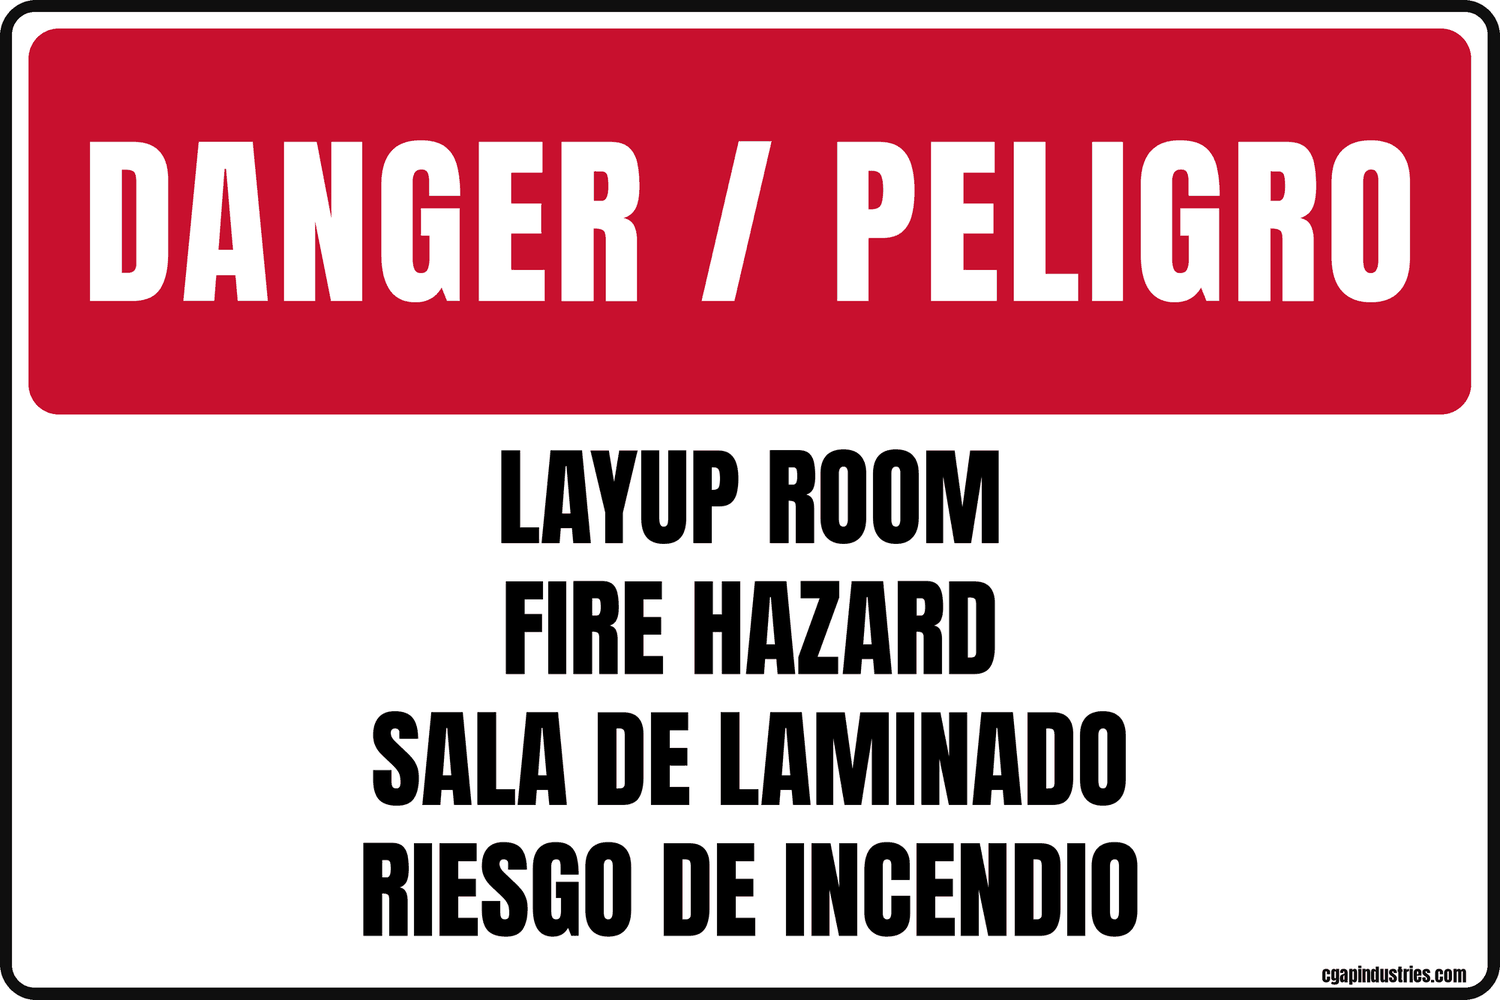 DANGER / PELIGRO
LAYUP ROOM
FIRE HAZARD
SALA DE LAMINADO
RIESGO DE INCENDIO
cgapindustries.com